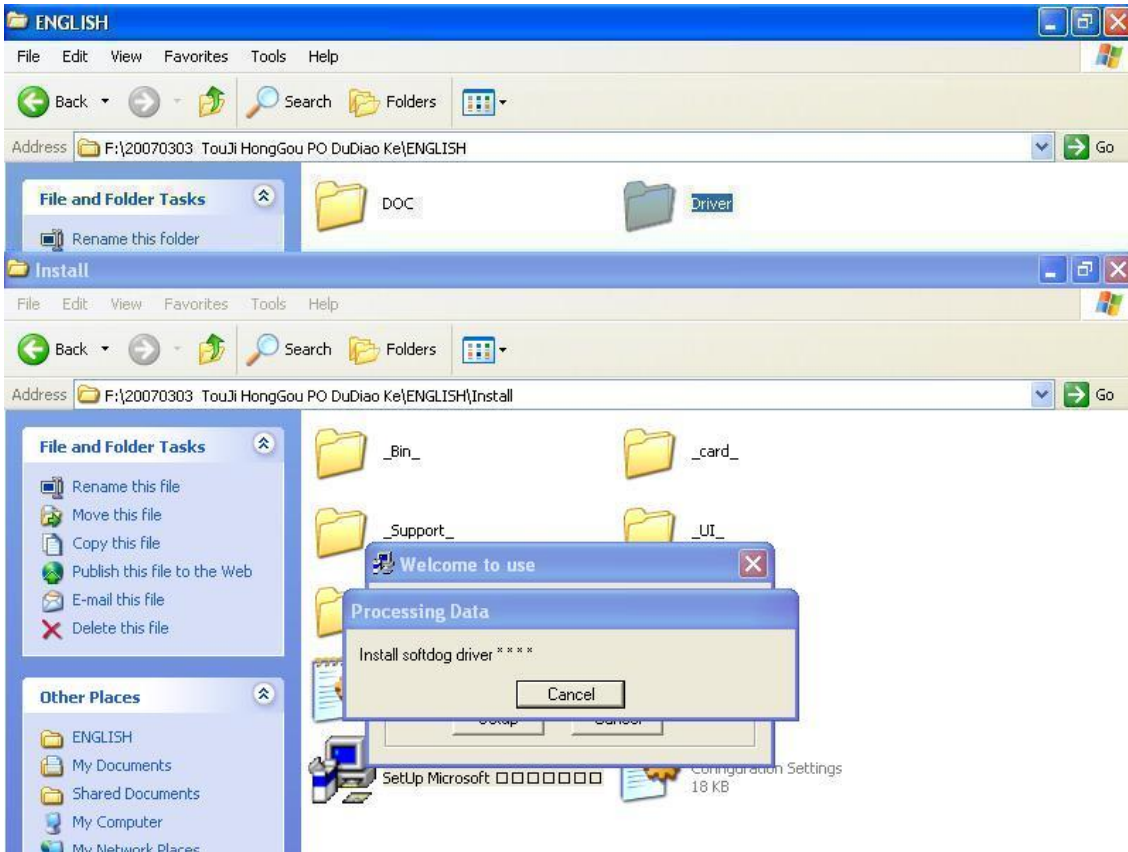 ENGLISH
File Edit View Favorites Tools Help
Back Search Folders
Address F:\20070303 TouJi HongGou PO DuDiao Ke\ENGLISH Go
File and Folder Tasks
Rename this folder
DOC Driver
Install
File Edit View Favorites Tools Help
Back Search Folders
Address F:\20070303 TouJi HongGou PO DuDiao Ke\ENGLISH\Install Go
File and Folder Tasks
Rename this file
Move this file
Copy this file
Publish this file to the Web
E-mail this file
Delete this file
Other Places
ENGLISH
My Documents
Shared Documents
My Computer
My Network Places
_Bin_ _card_
_Support_ _UI_
Welcome to use
Processing Data
Install softdog driver * * * *
Cancel
SetUp Microsoft □□□□□□□
Configuration Settings
18 KB